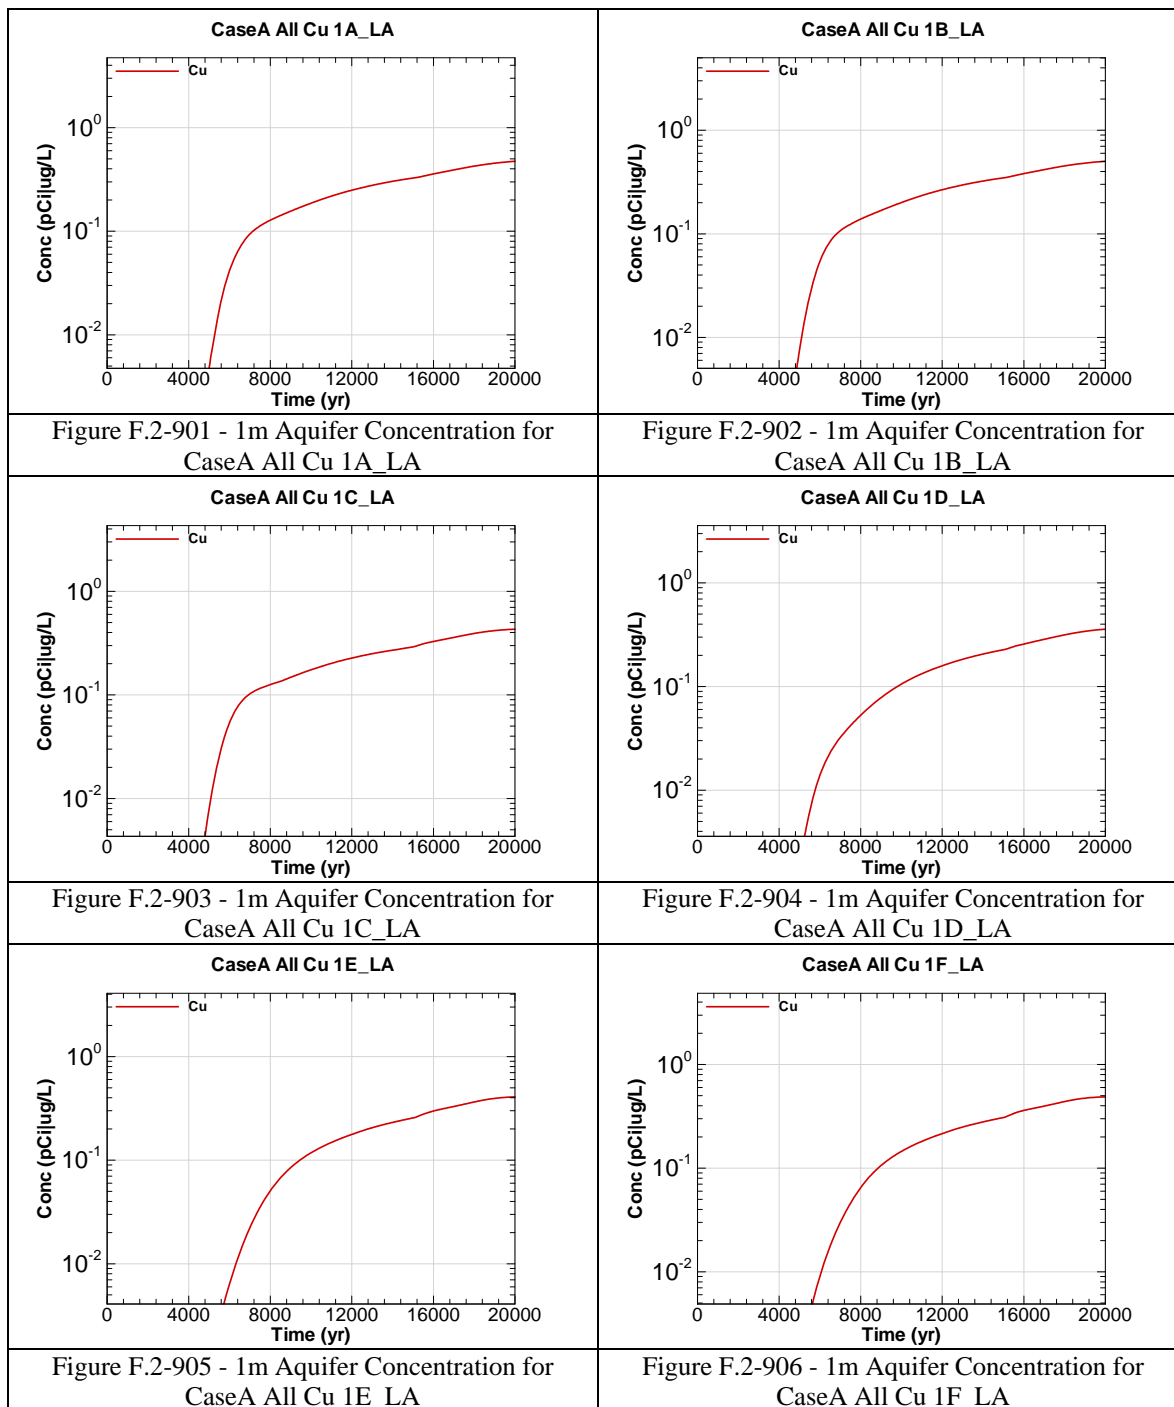 CaseA All Cu 1A_LA
Cu
10^0
10^-1
10^-2
Conc (pCi|ug/L)
0 4000 8000 12000 16000 20000
Time (yr)
Figure F.2-901 - 1m Aquifer Concentration for
CaseA All Cu 1A_LA
CaseA All Cu 1B_LA
Cu
10^0
10^-1
10^-2
Conc (pCi|ug/L)
0 4000 8000 12000 16000 20000
Time (yr)
Figure F.2-902 - 1m Aquifer Concentration for
CaseA All Cu 1B_LA
CaseA All Cu 1C_LA
Cu
10^0
10^-1
10^-2
Conc (pCi|ug/L)
0 4000 8000 12000 16000 20000
Time (yr)
Figure F.2-903 - 1m Aquifer Concentration for
CaseA All Cu 1C_LA
CaseA All Cu 1D_LA
Cu
10^0
10^-1
10^-2
Conc (pCi|ug/L)
0 4000 8000 12000 16000 20000
Time (yr)
Figure F.2-904 - 1m Aquifer Concentration for
CaseA All Cu 1D_LA
CaseA All Cu 1E_LA
Cu
10^0
10^-1
10^-2
Conc (pCi|ug/L)
0 4000 8000 12000 16000 20000
Time (yr)
Figure F.2-905 - 1m Aquifer Concentration for
CaseA All Cu 1E_LA
CaseA All Cu 1F_LA
Cu
10^0
10^-1
10^-2
Conc (pCi|ug/L)
0 4000 8000 12000 16000 20000
Time (yr)
Figure F.2-906 - 1m Aquifer Concentration for
CaseA All Cu 1F_LA